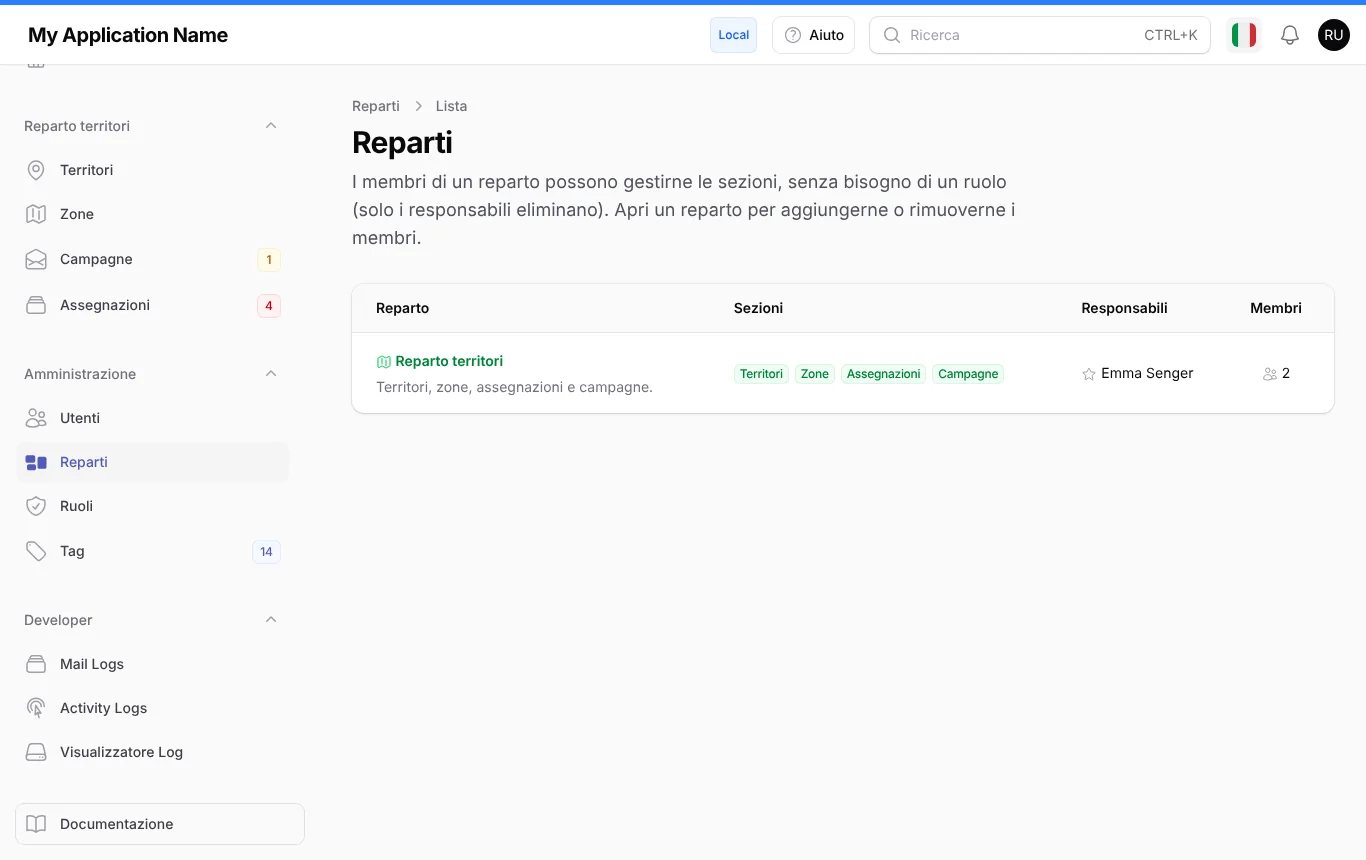 My Application Name
Local
Aiuto
Ricerca
CTRL+K
RU
Reparto territori
Territori
Zone
Campagne
1
Assegnazioni
4
Amministrazione
Utenti
Reparti
Ruoli
Tag
14
Developer
Mail Logs
Activity Logs
Visualizzatore Log
Documentazione
Reparti
Lista
Reparti
I membri di un reparto possono gestirne le sezioni, senza bisogno di un ruolo
(solo i responsabili eliminano). Apri un reparto per aggiungerne o rimuoverne i
membri.
Reparto Sezioni Responsabili Membri
Reparto territori
Territori, zone, assegnazioni e campagne.
Territori Zone Assegnazioni Campagne
Emma Senger
2